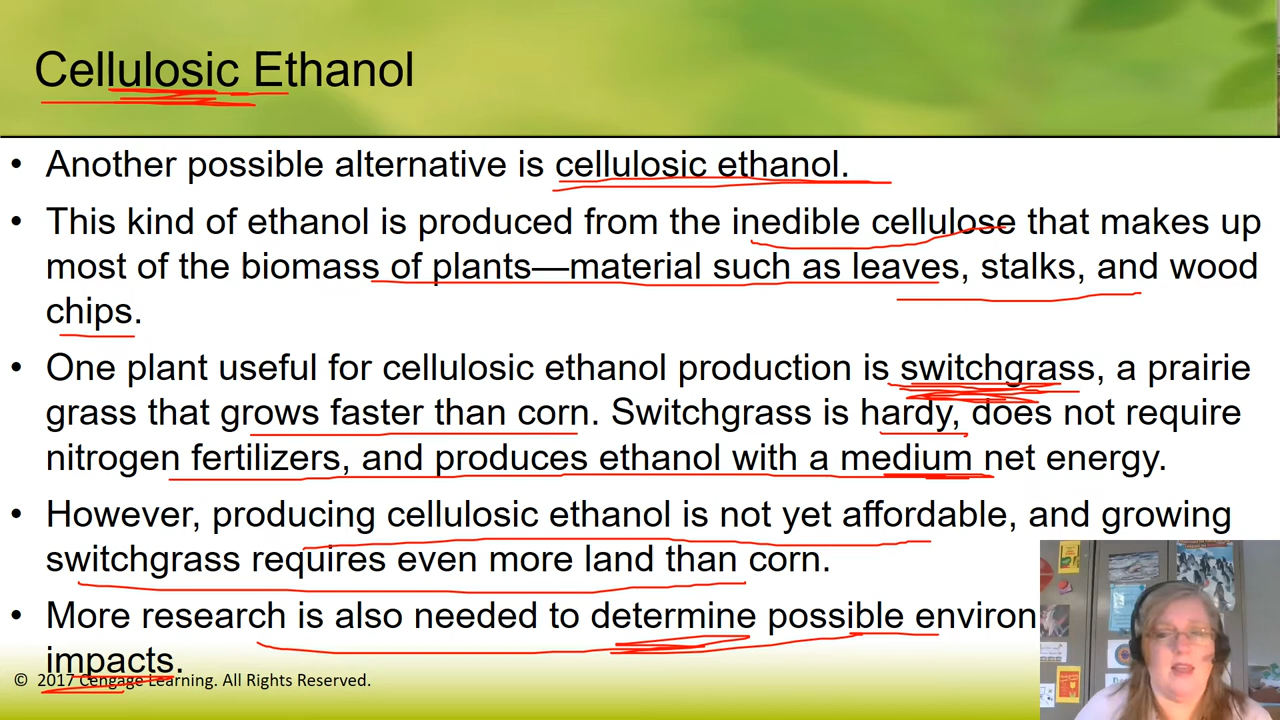 Cellulosic Ethanol
• Another possible alternative is cellulosic ethanol.
• This kind of ethanol is produced from the inedible cellulose that makes up
most of the biomass of plants—material such as leaves, stalks, and wood
chips.
• One plant useful for cellulosic ethanol production is switchgrass, a prairie
grass that grows faster than corn. Switchgrass is hardy, does not require
nitrogen fertilizers, and produces ethanol with a medium net energy.
• However, producing cellulosic ethanol is not yet affordable, and growing
switchgrass requires even more land than corn.
• More research is also needed to determine possible environ
impacts.
© 2017 Cengage Learning. All Rights Reserved.